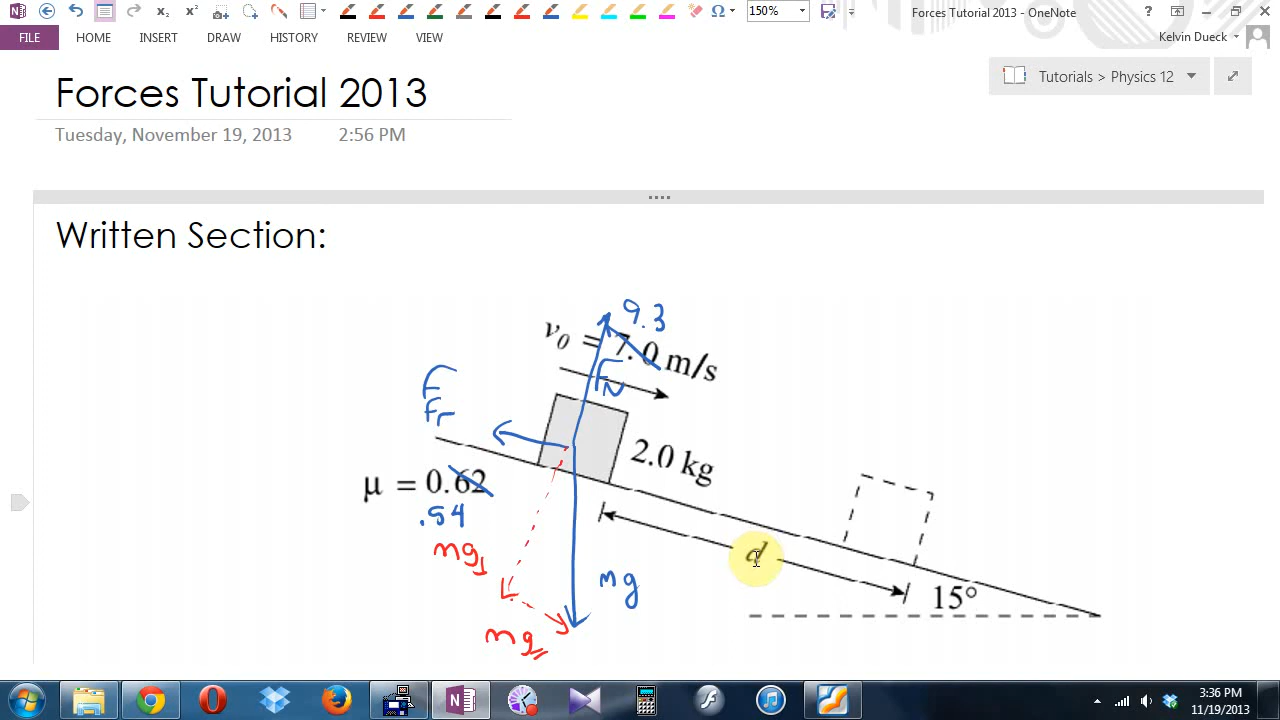 150%
Forces Tutorial 2013 - OneNote
FILE HOME INSERT DRAW HISTORY REVIEW VIEW
Kelvin Dueck
Tutorials > Physics 12
Forces Tutorial 2013
Tuesday, November 19, 2013 2:56 PM
Written Section:
9.3
v₀ = 7.0 m/s
FN
F
Fr
2.0 kg
μ = 0.62
.54
mg⊥
d
mg
15°
mg
3:36 PM
11/19/2013